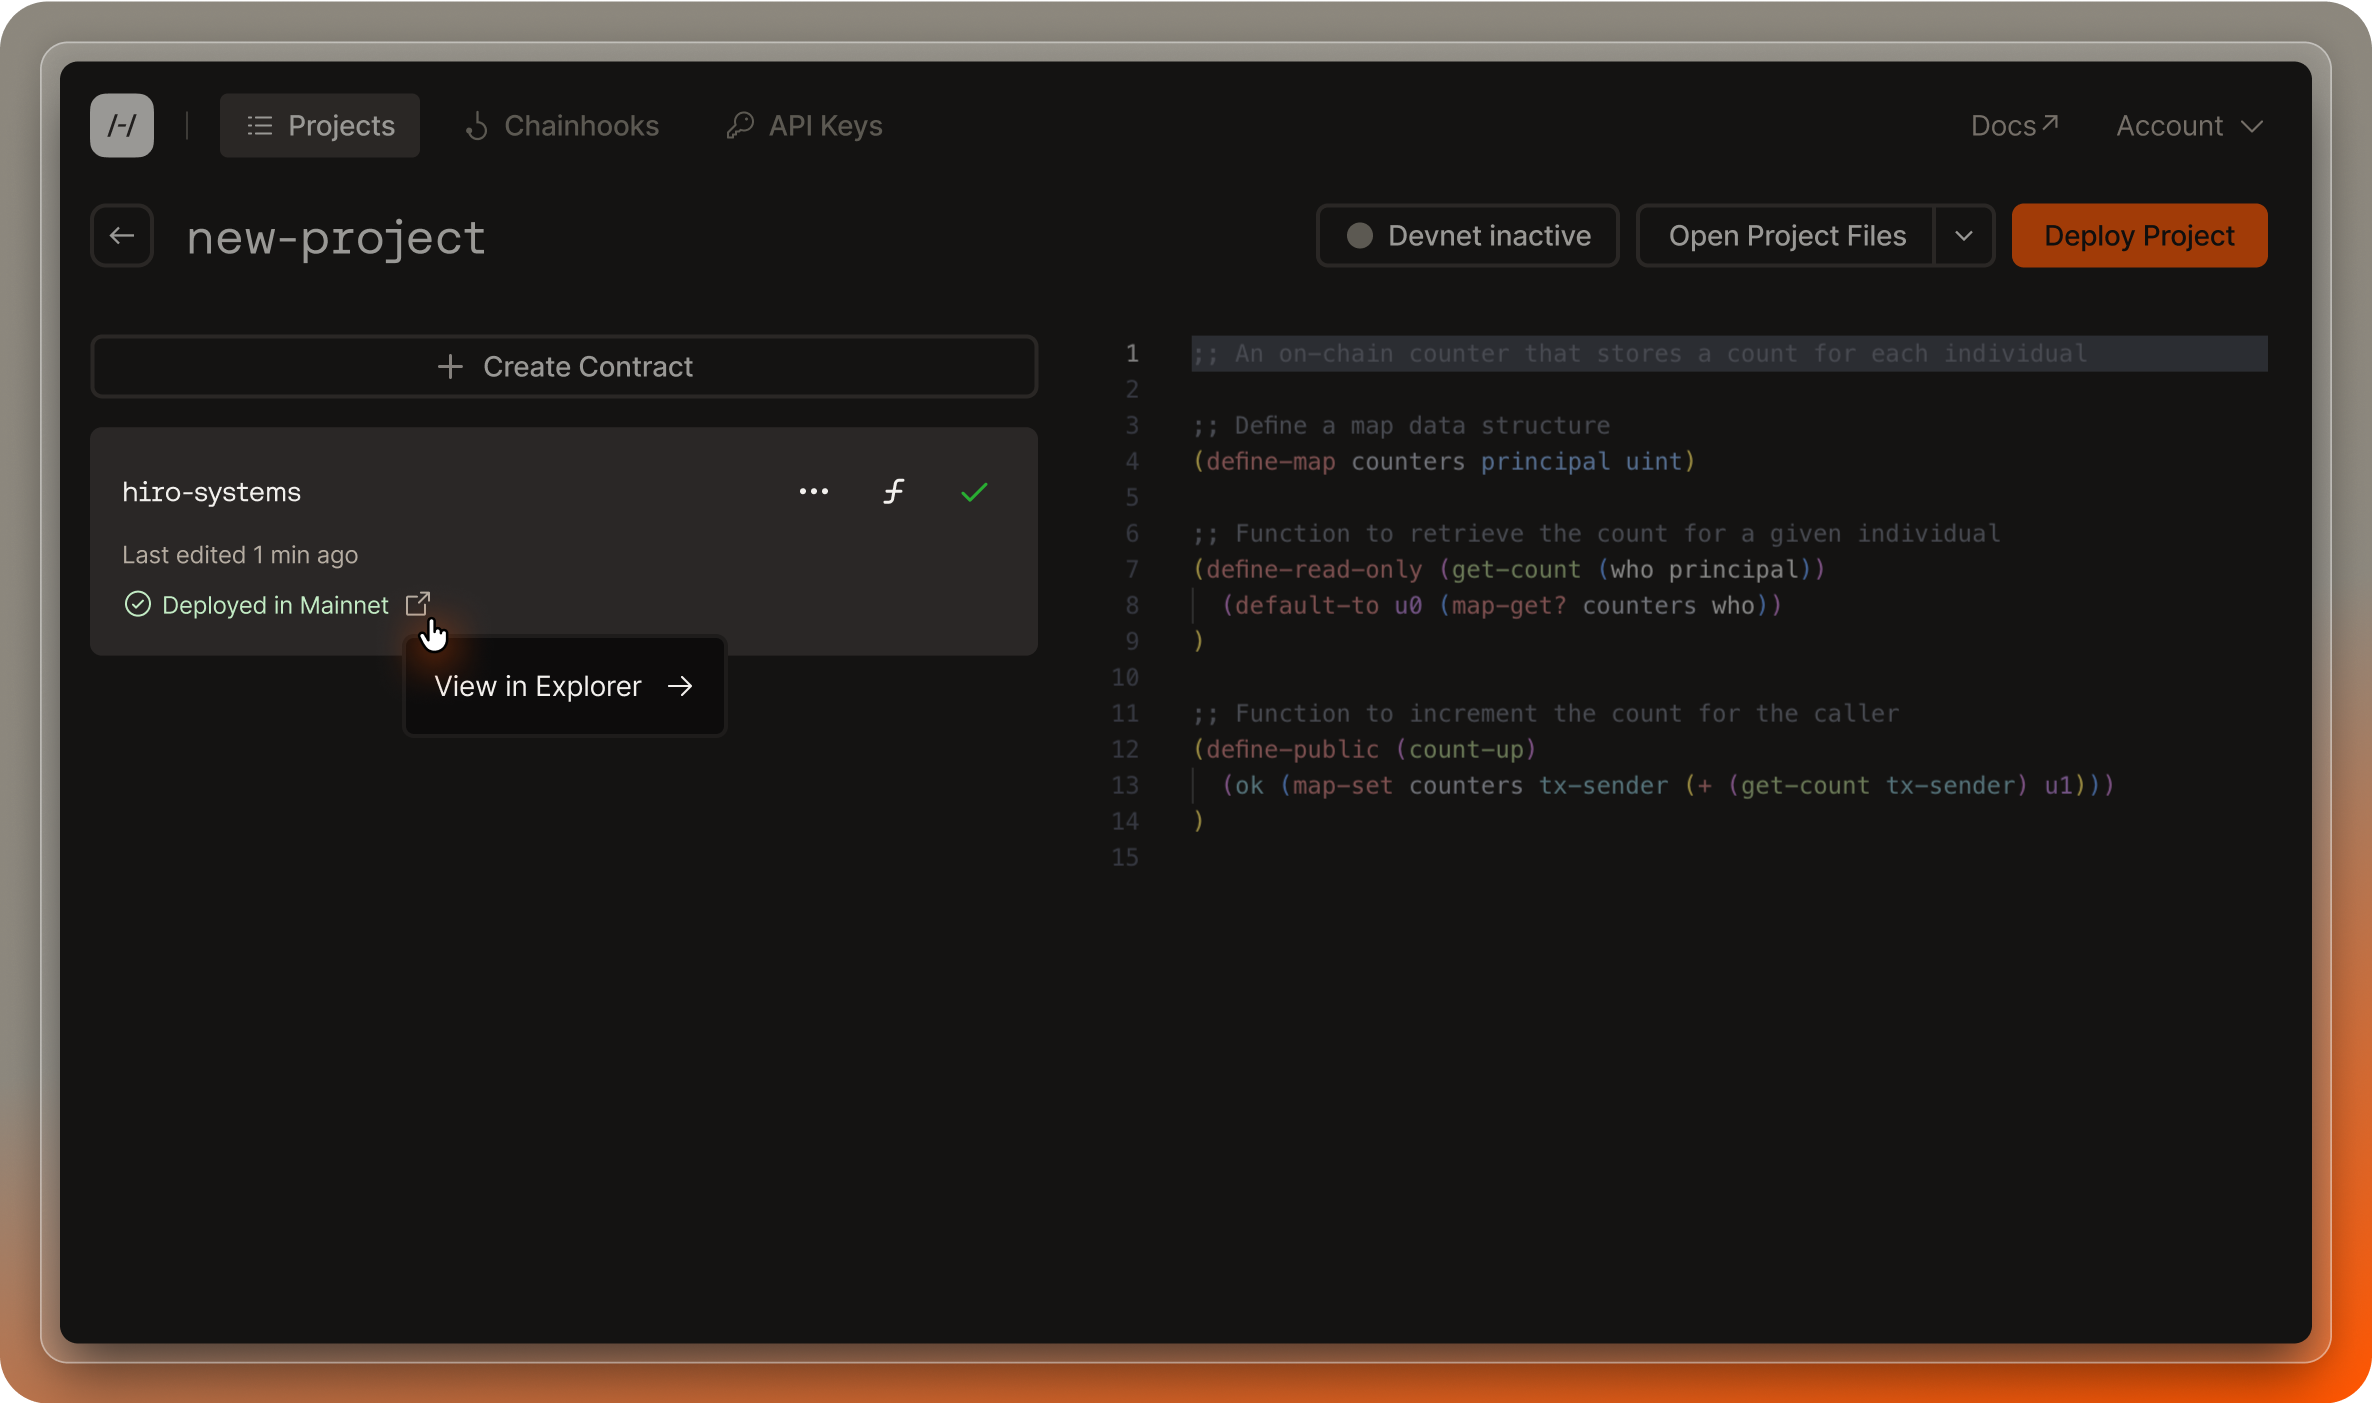 /-/ Projects Chainhooks API Keys Docs Account
new-project Devnet inactive Open Project Files Deploy Project
Create Contract
hiro-systems
Last edited 1 min ago
Deployed in Mainnet
View in Explorer
1 ;; An on-chain counter that stores a count for each individual
2
3 ;; Define a map data structure
4 (define-map counters principal uint)
5
6 ;; Function to retrieve the count for a given individual
7 (define-read-only (get-count (who principal))
8 (default-to u0 (map-get? counters who))
9 )
10
11 ;; Function to increment the count for the caller
12 (define-public (count-up)
13 (ok (map-set counters tx-sender (+ (get-count tx-sender) u1)))
14 )
15